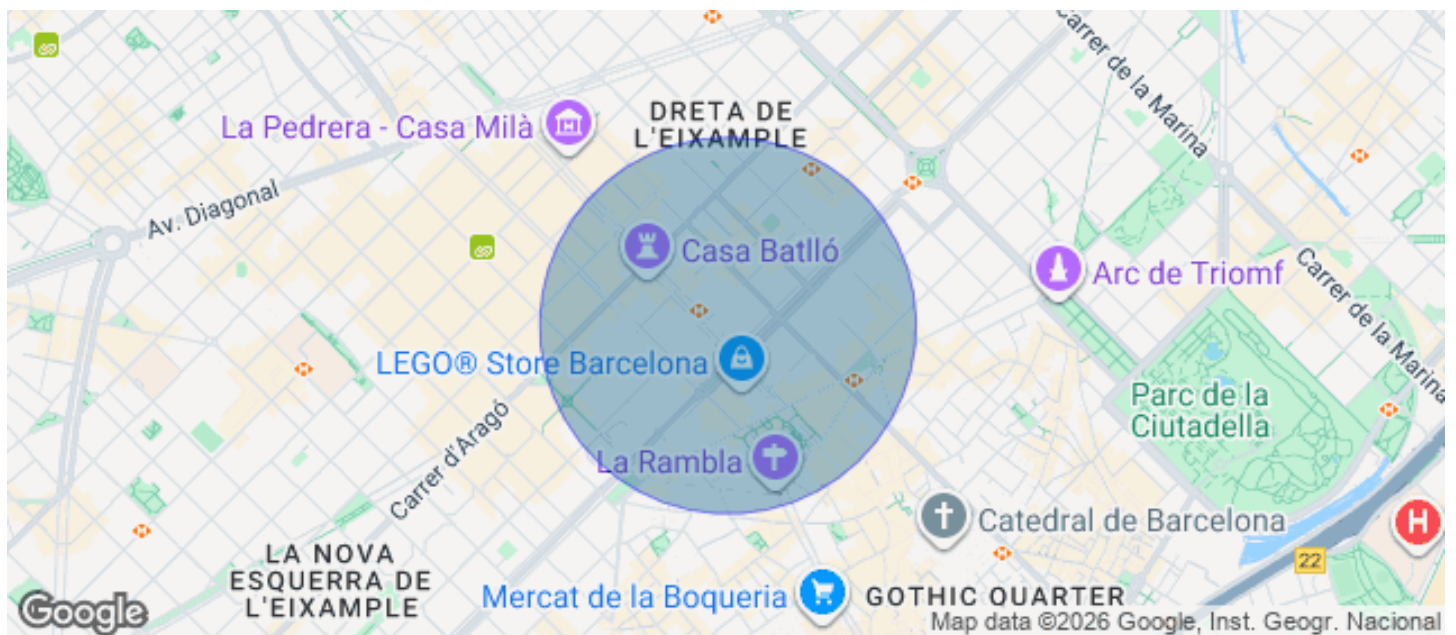 Carrer de la Marina
DRETA DE
L'EIXAMPLE
La Pedrera - Casa Milà
Av. Diagonal
Casa Batlló
Arc de Triomf
Carrer de la Marina
LEGO® Store Barcelona
Parc de la
Ciutadella
Carrer d'Aragó
La Rambla
Catedral de Barcelona
H
22
LA NOVA
ESQUERRA DE
L'EIXAMPLE
Mercat de la Boqueria
GOTHIC QUARTER
Google
Map data ©2026 Google, Inst. Geogr. Nacional